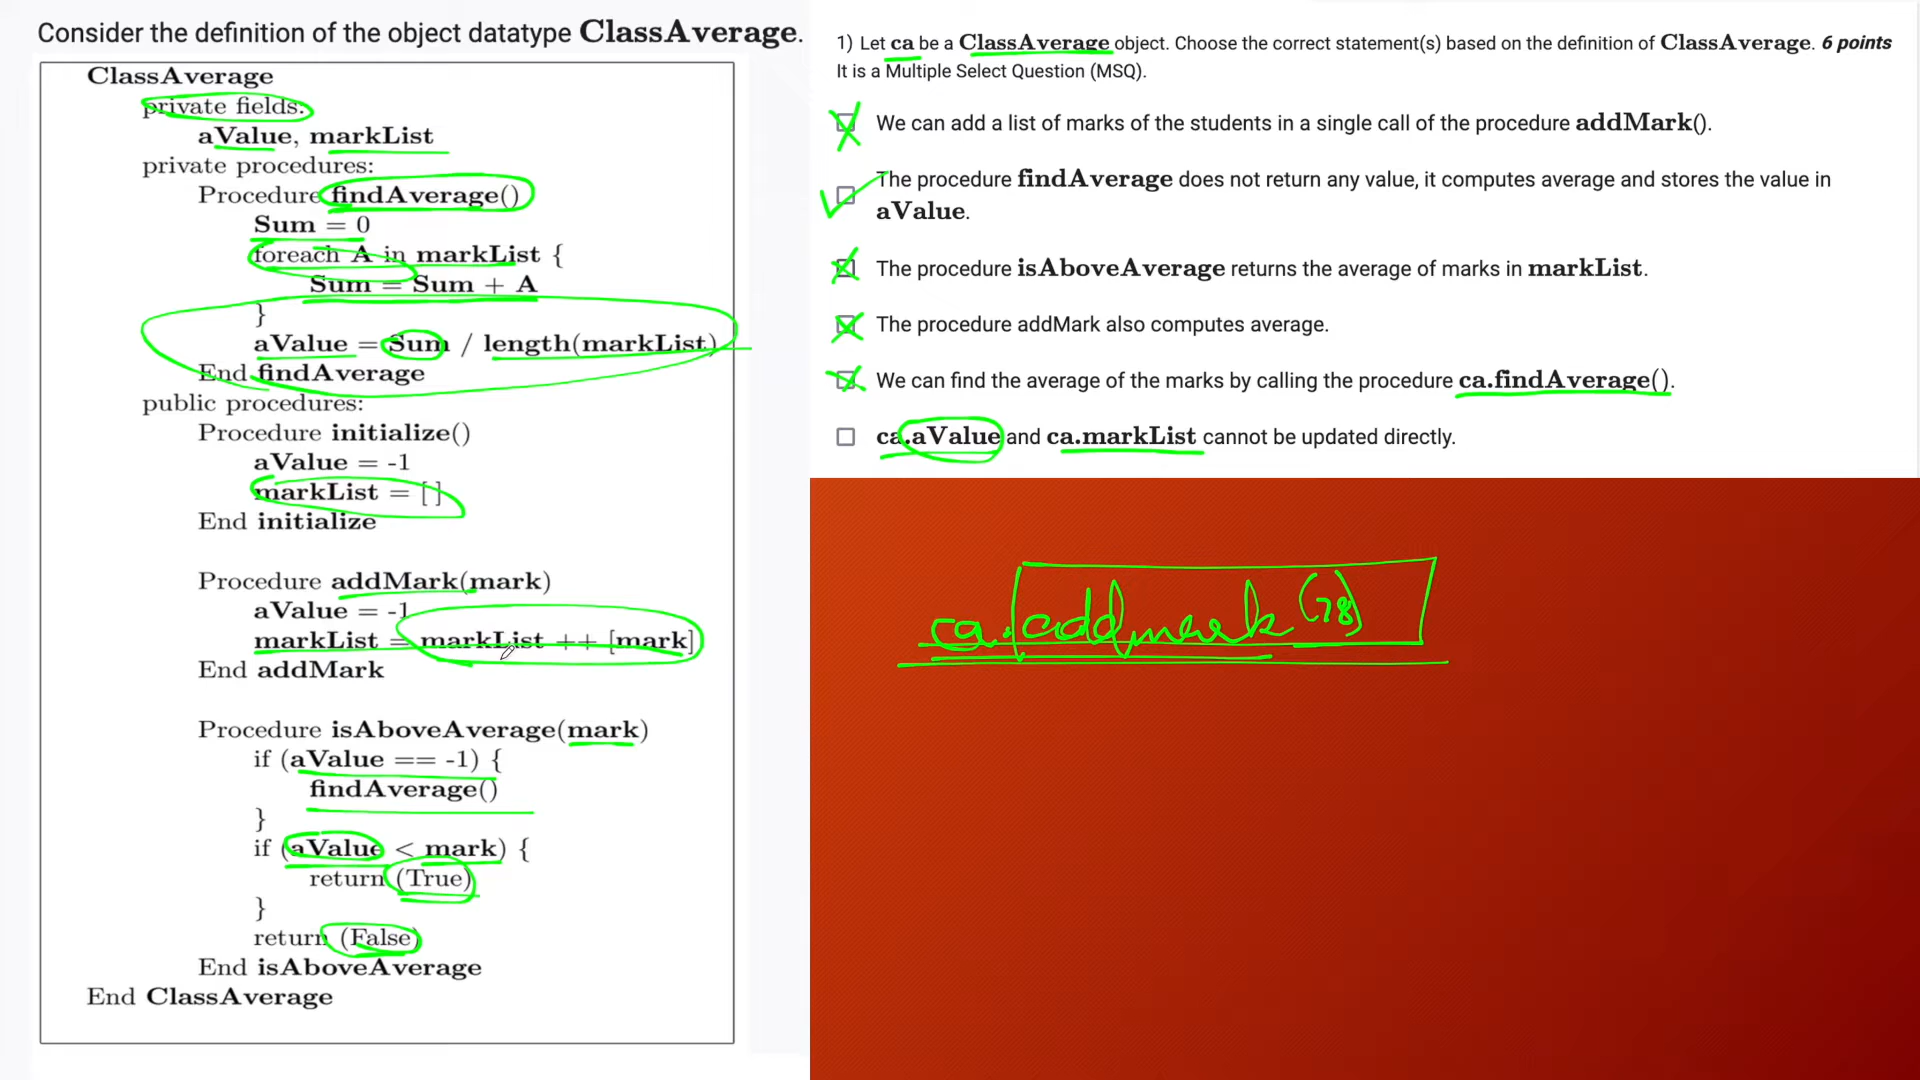 Consider the definition of the object datatype ClassAverage.
ClassAverage
private fields:
aValue, markList
private procedures:
Procedure findAverage()
Sum = 0
foreach A in markList {
Sum = Sum + A
}
aValue = Sum / length(markList)
End findAverage
public procedures:
Procedure initialize()
aValue = -1
markList = [ ]
End initialize
Procedure addMark(mark)
aValue = -1
markList = markList ++ [mark]
End addMark
Procedure isAboveAverage(mark)
if (aValue == -1) {
findAverage()
}
if (aValue < mark) {
return (True)
}
return (False)
End isAboveAverage
End ClassAverage
1) Let ca be a ClassAverage object. Choose the correct statement(s) based on the definition of ClassAverage. 6 points
It is a Multiple Select Question (MSQ).
We can add a list of marks of the students in a single call of the procedure addMark().
The procedure findAverage does not return any value, it computes average and stores the value in
aValue.
The procedure isAboveAverage returns the average of marks in markList.
The procedure addMark also computes average.
We can find the average of the marks by calling the procedure ca.findAverage().
ca.aValue and ca.markList cannot be updated directly.
ca.addmark(78)